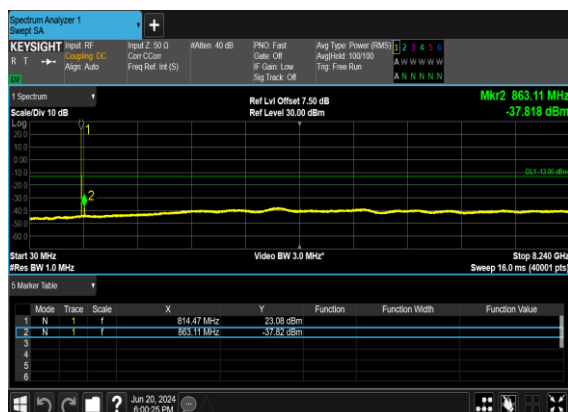 Spectrum Analyzer 1
Swept SA
+
KEYSIGHT Input: RF Input Z: 50 Ω #Atten: 40 dB PNO: Fast Avg Type: Power (RMS) 1 2 3 4 5 6
R T Coupling: DC Corr CCorr Gate: Off Avg|Hold: 100/100 A W W W W W
Align: Auto Freq Ref: Int (S) IF Gain: Low Trig: Free Run
Sig Track: Off A N N N N N
1 Spectrum Ref Lvl Offset 7.50 dB Mkr2 863.11 MHz
Scale/Div 10 dB Ref Level 30.00 dBm -37.818 dBm
Log
20.0
1
10.0
0.00
-10.0
DL1 -13.00 dBm
-20.0
2
-30.0
-40.0
-50.0
-60.0
Start 30 MHz Video BW 3.0 MHz* Stop 8.240 GHz
#Res BW 1.0 MHz Sweep 16.0 ms (40001 pts)
5 Marker Table
Mode Trace Scale X Y Function Function Width Function Value
1 N 1 f 814.47 MHz 23.08 dBm
2 N 1 f 863.11 MHz -37.82 dBm
3
4
5
6
? Jun 20, 2024
6:00:25 PM